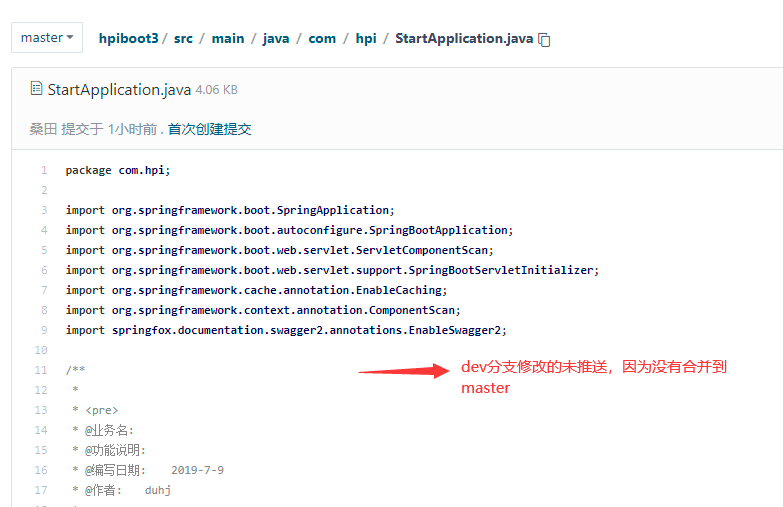 master
hpiboot3 / src / main / java / com / hpi / StartApplication.java
StartApplication.java 4.06 KB
桑田 提交于 1小时前 . 首次创建提交
1 package com.hpi;
2
3 import org.springframework.boot.SpringApplication;
4 import org.springframework.boot.autoconfigure.SpringBootApplication;
5 import org.springframework.boot.web.servlet.ServletComponentScan;
6 import org.springframework.boot.web.servlet.support.SpringBootServletInitializer;
7 import org.springframework.cache.annotation.EnableCaching;
8 import org.springframework.context.annotation.ComponentScan;
9 import springfox.documentation.swagger2.annotations.EnableSwagger2;
10
11 /**
dev分支修改的未推送，因为没有合并到
master
12 *
13 * <pre>
14 * @业务名:
15 * @功能说明:
16 * @编写日期: 2019-7-9
17 * @作者: duhj